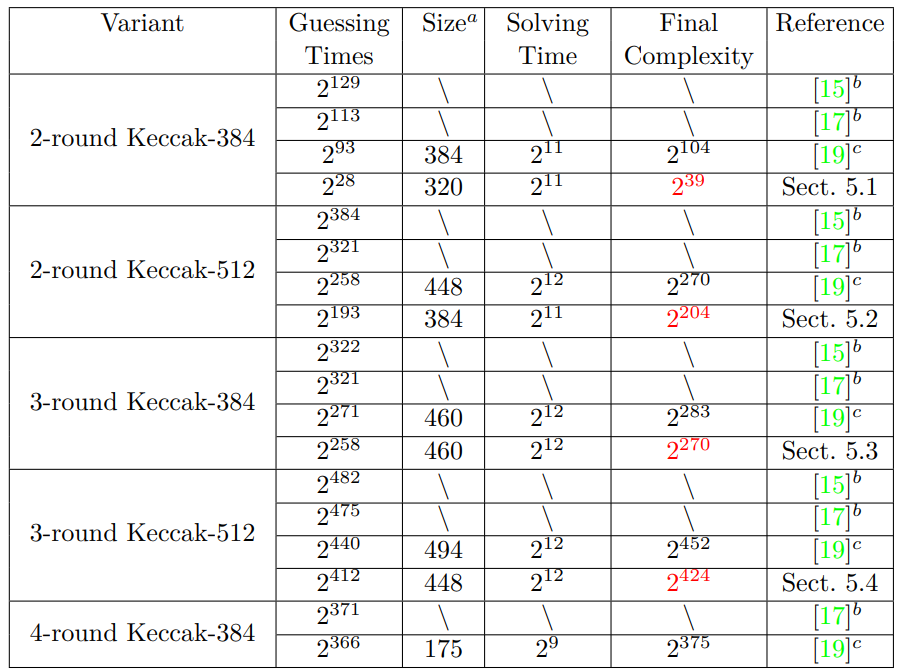 Variant Guessing Times Size^a Solving Time Final Complexity Reference
2-round Keccak-384
2^129 \ \ \ [15]^b
2^113 \ \ \ [17]^b
2^93 384 2^11 2^104 [19]^c
2^28 320 2^11 2^39 Sect. 5.1
2-round Keccak-512
2^384 \ \ \ [15]^b
2^321 \ \ \ [17]^b
2^258 448 2^12 2^270 [19]^c
2^193 384 2^11 2^204 Sect. 5.2
3-round Keccak-384
2^322 \ \ \ [15]^b
2^321 \ \ \ [17]^b
2^271 460 2^12 2^283 [19]^c
2^258 460 2^12 2^270 Sect. 5.3
3-round Keccak-512
2^482 \ \ \ [15]^b
2^475 \ \ \ [17]^b
2^440 494 2^12 2^452 [19]^c
2^412 448 2^12 2^424 Sect. 5.4
4-round Keccak-384
2^371 \ \ \ [17]^b
2^366 175 2^9 2^375 [19]^c